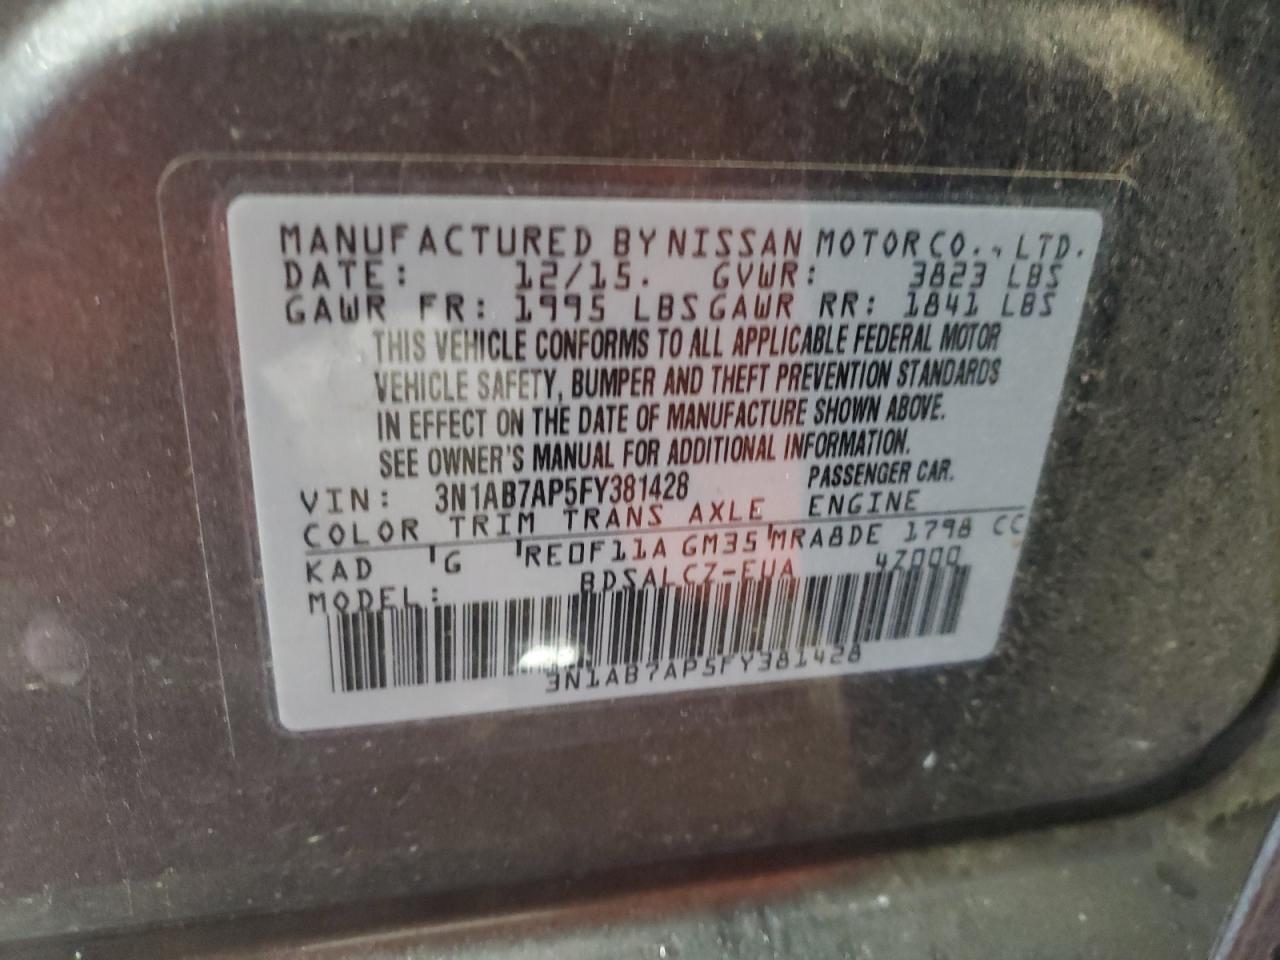 MANUFACTURED BY NISSAN MOTOR CO., LTD.
DATE: 12/15. GVWR: 3823 LBS
GAWR FR: 1995 LBS GAWR RR: 1841 LBS
THIS VEHICLE CONFORMS TO ALL APPLICABLE FEDERAL MOTOR
VEHICLE SAFETY, BUMPER AND THEFT PREVENTION STANDARDS
IN EFFECT ON THE DATE OF MANUFACTURE SHOWN ABOVE.
SEE OWNER'S MANUAL FOR ADDITIONAL INFORMATION.
VIN: 3N1AB7AP5FY381428 PASSENGER CAR.
COLOR TRIM TRANS AXLE ENGINE
KAD 'G 'RE0F11A GM35 'MRA8DE 1798 CC
MODEL: BDSALCZ-EUA 47000
3N1AB7AP5FY381428